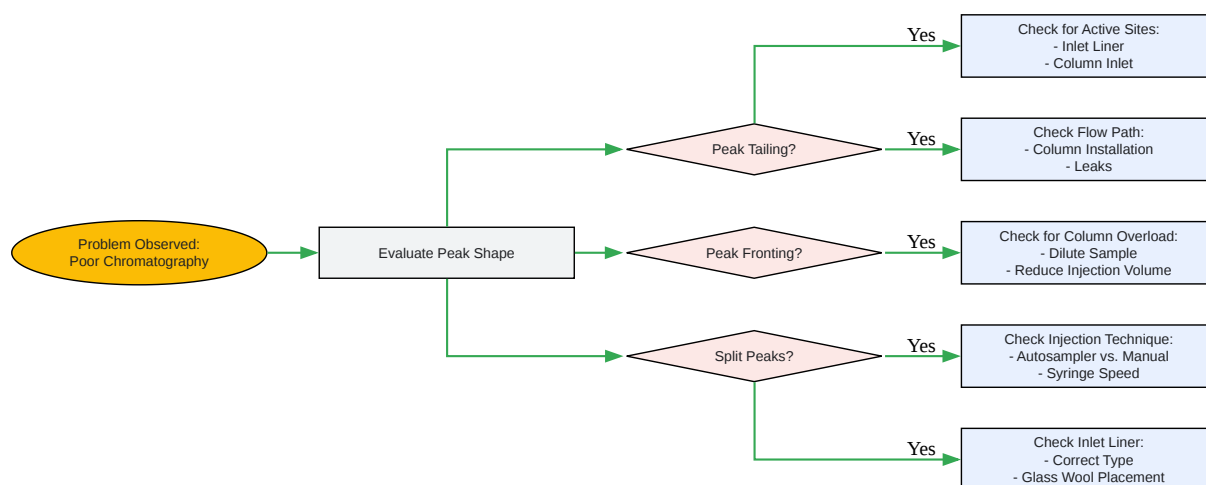 Problem Observed:
Poor Chromatography
Evaluate Peak Shape
Peak Tailing?
Yes
Check for Active Sites:
- Inlet Liner
- Column Inlet
Yes
Check Flow Path:
- Column Installation
- Leaks
Peak Fronting?
Yes
Check for Column Overload:
- Dilute Sample
- Reduce Injection Volume
Split Peaks?
Yes
Check Injection Technique:
- Autosampler vs. Manual
- Syringe Speed
Yes
Check Inlet Liner:
- Correct Type
- Glass Wool Placement